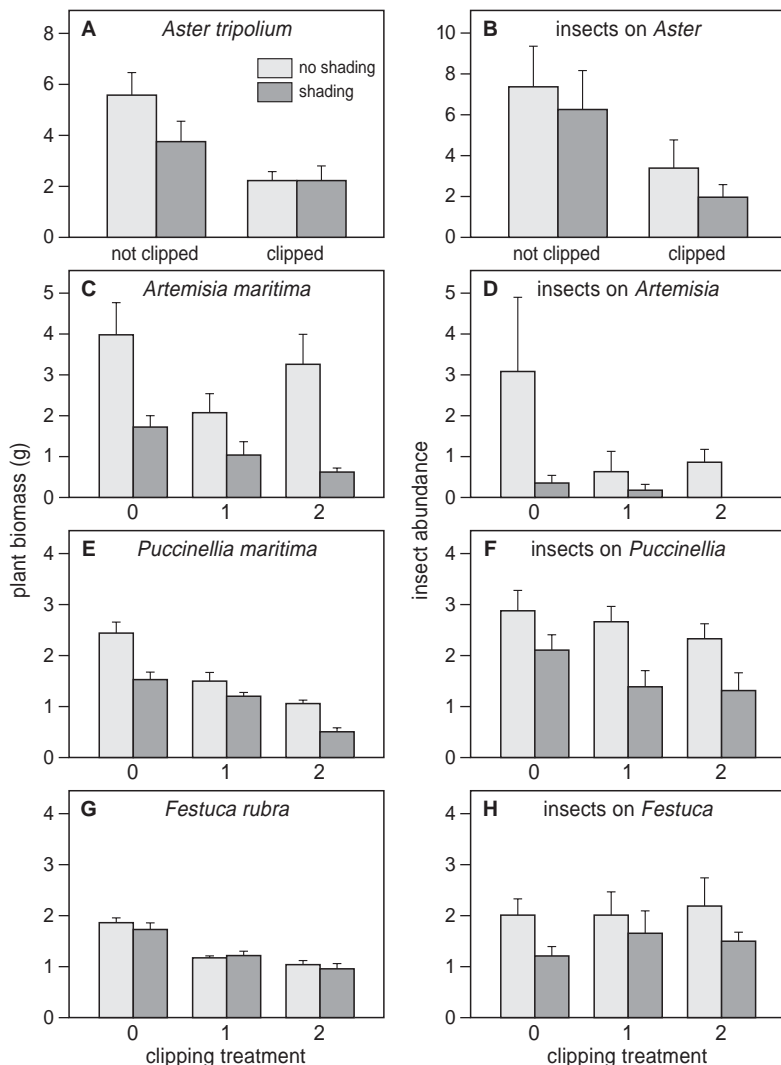 A Aster tripolium
no shading
shading
8
6
4
2
0
not clipped clipped
B insects on Aster
10
8
6
4
2
0
not clipped clipped
C Artemisia maritima
5
4
3
2
1
0
0 1 2
D insects on Artemisia
5
4
3
2
1
0
0 1 2
plant biomass (g)
insect abundance
E Puccinellia maritima
4
3
2
1
0
0 1 2
F insects on Puccinellia
4
3
2
1
0
0 1 2
G Festuca rubra
4
3
2
1
0
0 1 2
clipping treatment
H insects on Festuca
4
3
2
1
0
0 1 2
clipping treatment